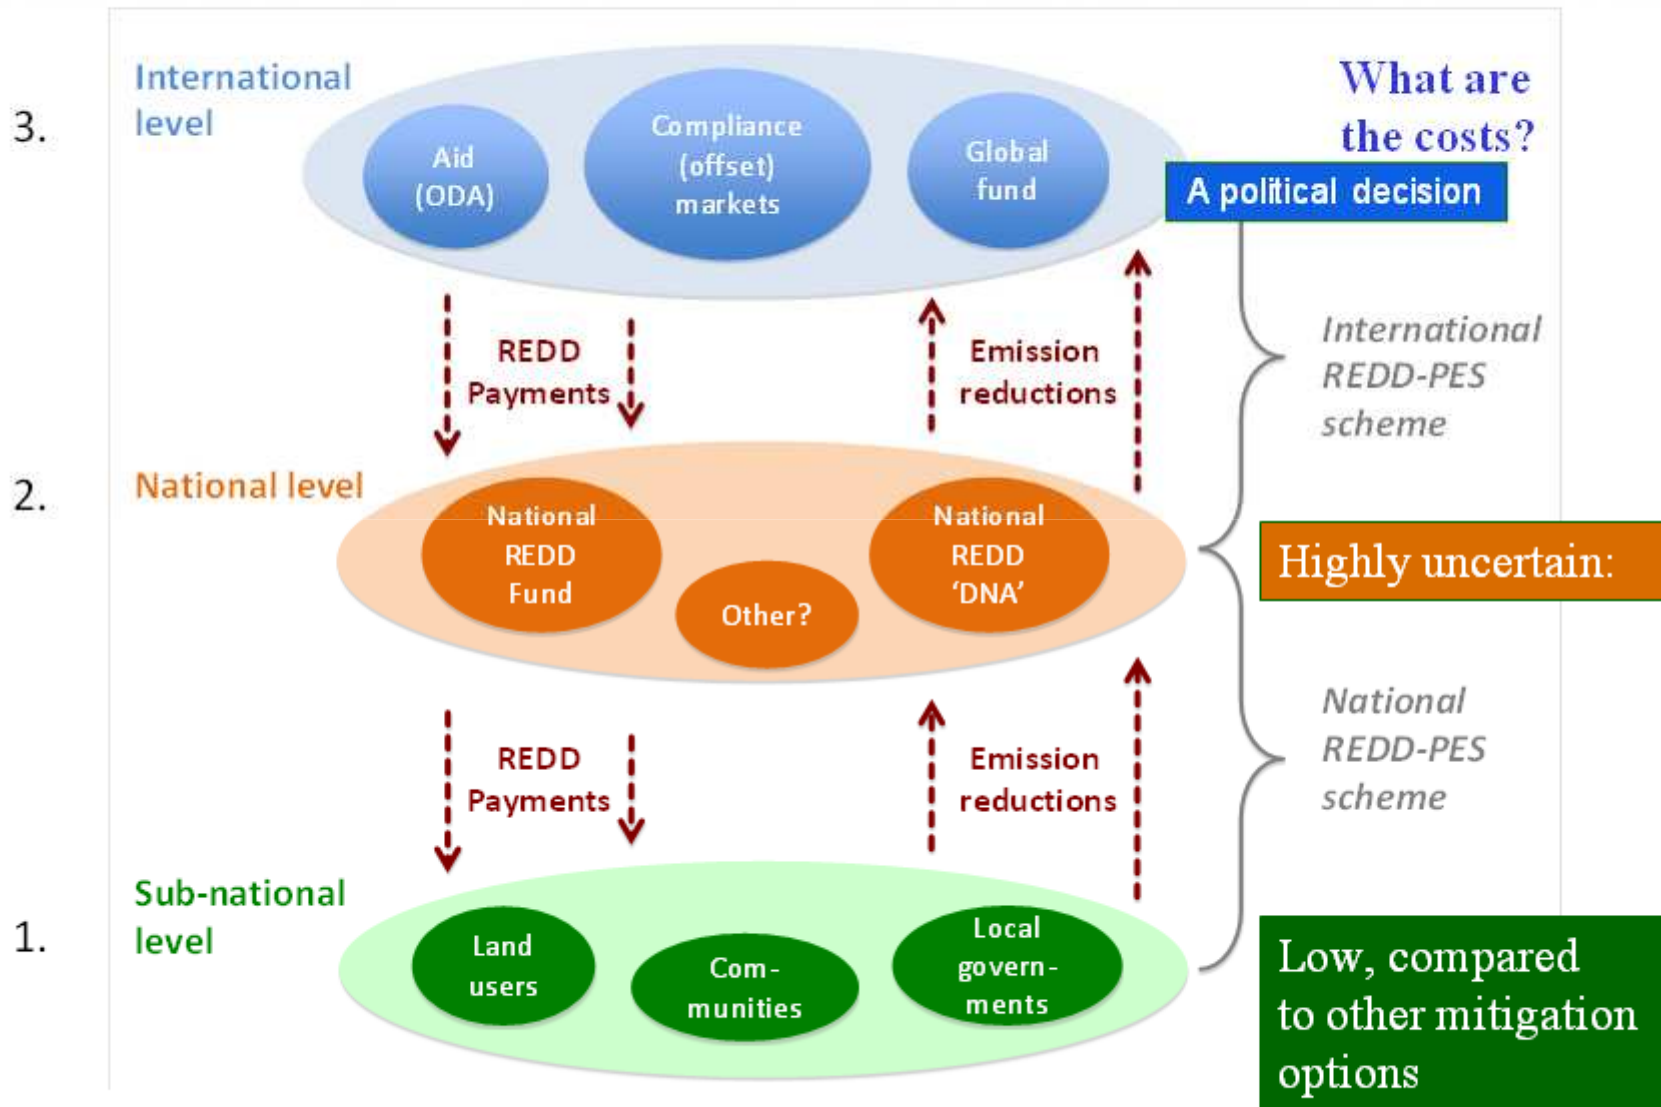 3.
International
level
Aid
(ODA)
Compliance
(offset)
markets
Global
fund
What are
the costs?
A political decision
REDD
Payments
Emission
reductions
International
REDD-PES
scheme
2.
National level
National
REDD
Fund
Other?
National
REDD
‘DNA’
Highly uncertain:
REDD
Payments
Emission
reductions
National
REDD-PES
scheme
1.
Sub-national
level
Land
users
Com-
munities
Local
govern-
ments
Low, compared
to other mitigation
options